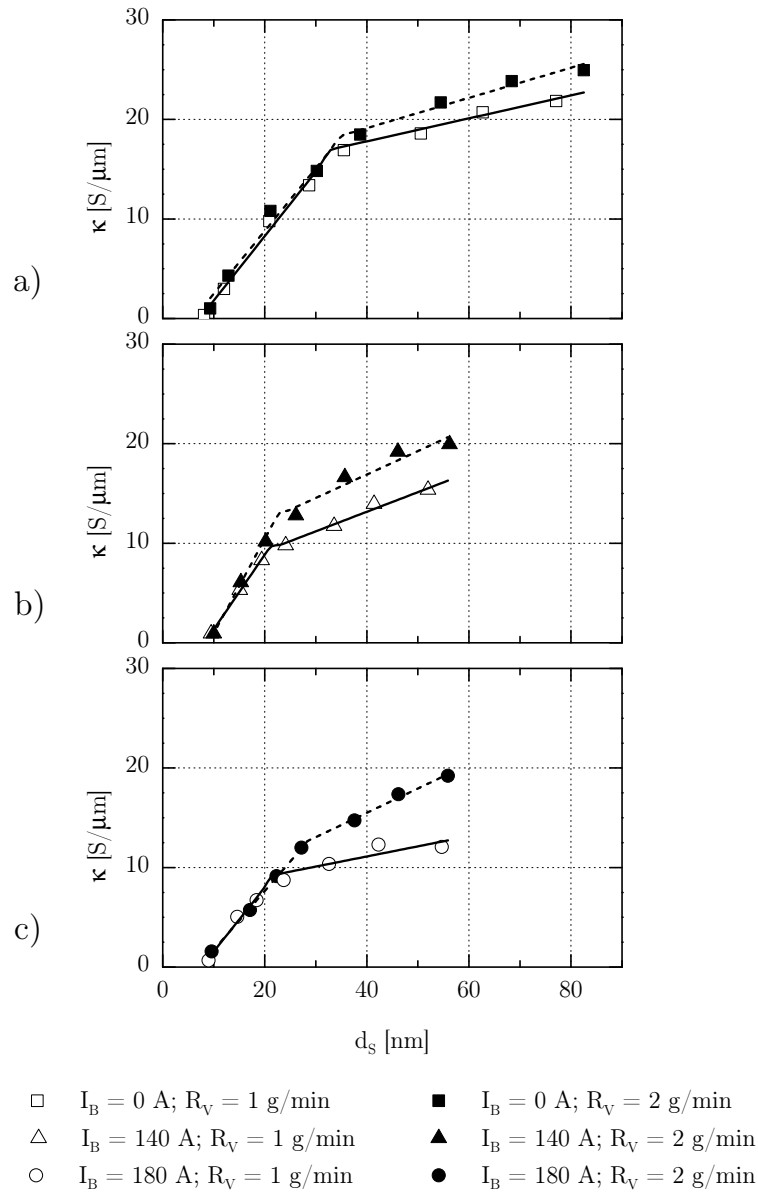 30
20
κ [S/μm]
10
a)
0
30
20
κ [S/μm]
10
b)
0
30
20
κ [S/μm]
10
c)
0
0 20 40 60 80
d_S [nm]
□ I_B = 0 A; R_V = 1 g/min ■ I_B = 0 A; R_V = 2 g/min
△ I_B = 140 A; R_V = 1 g/min ▲ I_B = 140 A; R_V = 2 g/min
○ I_B = 180 A; R_V = 1 g/min ● I_B = 180 A; R_V = 2 g/min